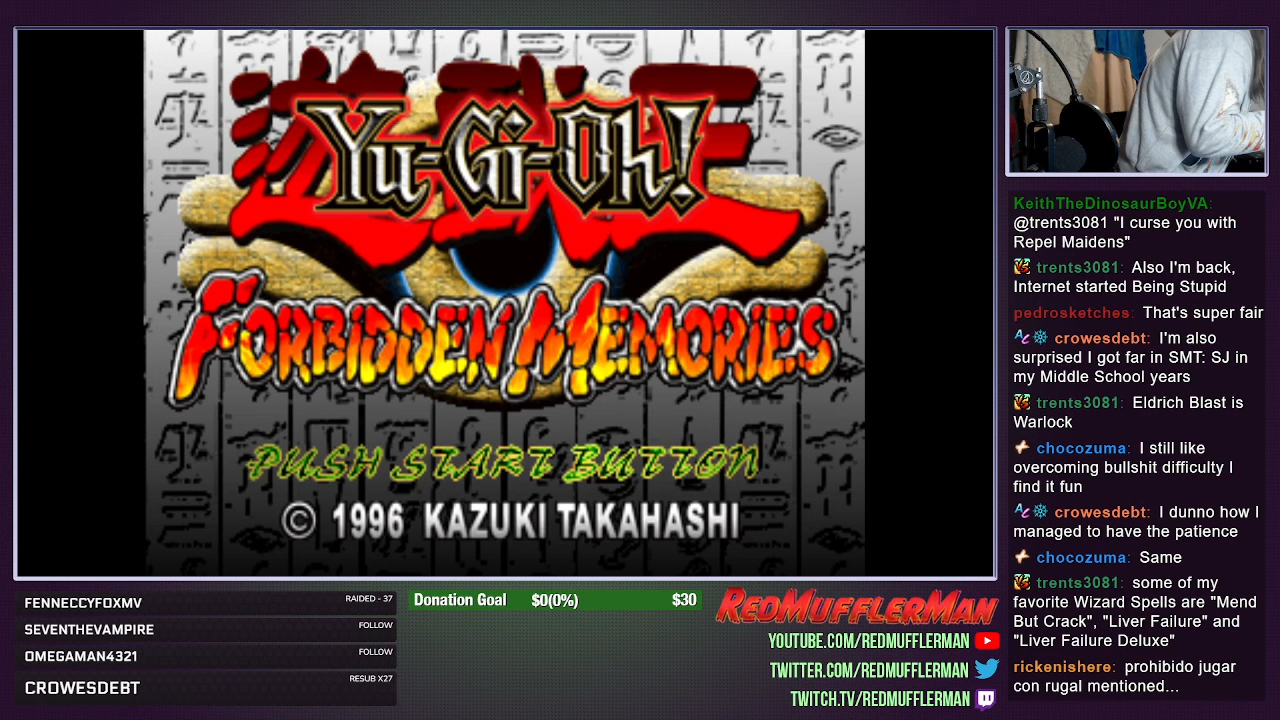 遊戯王
Yu-Gi-Oh!
Forbidden Memories
PUSH START BUTTON
© 1996 KAZUKI TAKAHASHI
KeithTheDinosaurBoyVA:
@trents3081 "I curse you with
Repel Maidens"
trents3081: Also I'm back,
Internet started Being Stupid
pedrosketches: That's super fair
crowesdebt: I'm also
surprised I got far in SMT: SJ in
my Middle School years
trents3081: Eldrich Blast is
Warlock
chocozuma: I still like
overcoming bullshit difficulty I
find it fun
crowesdebt: I dunno how I
managed to have the patience
chocozuma: Same
trents3081: some of my
favorite Wizard Spells are "Mend
But Crack", "Liver Failure" and
"Liver Failure Deluxe"
rickenishere: prohibido jugar
con rugal mentioned...
FENNECCYFOXMV RAIDED - 37
SEVENTHEVAMPIRE FOLLOW
OMEGAMAN4321 FOLLOW
CROWESDEBT RESUB X27
Donation Goal $0(0%) $30
REDMUFFLERMAN
YOUTUBE.COM/REDMUFFLERMAN
TWITTER.COM/REDMUFFLERMAN
TWITCH.TV/REDMUFFLERMAN